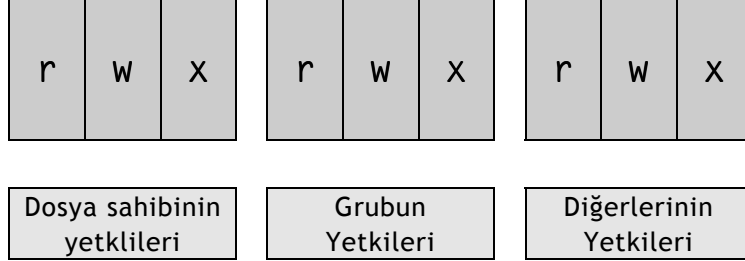 r w x r w x r w x
Dosya sahibinin
yetklileri
Grubun
Yetkileri
Diğerlerinin
Yetkileri